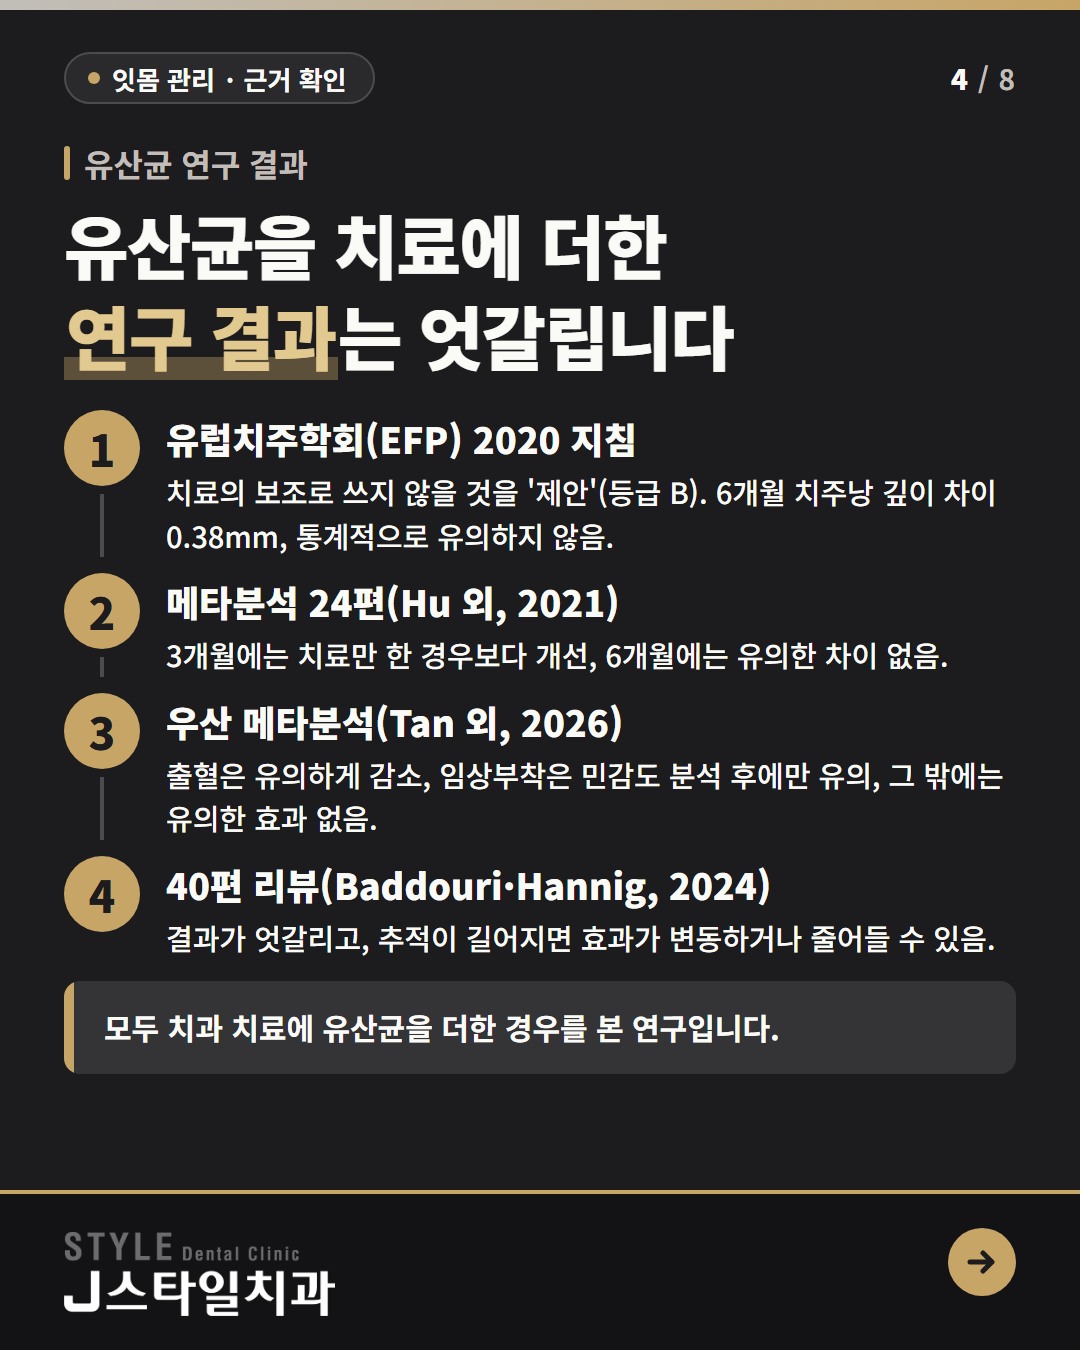 잇몸 관리 · 근거 확인
4 / 8
유산균 연구 결과
유산균을 치료에 더한
연구 결과는 엇갈립니다
1
유럽치주학회(EFP) 2020 지침
치료의 보조로 쓰지 않을 것을 '제안'(등급 B). 6개월 치주낭 깊이 차이
0.38mm, 통계적으로 유의하지 않음.
2
메타분석 24편(Hu 외, 2021)
3개월에는 치료만 한 경우보다 개선, 6개월에는 유의한 차이 없음.
3
우산 메타분석(Tan 외, 2026)
출혈은 유의하게 감소, 임상부착은 민감도 분석 후에만 유의, 그 밖에는
유의한 효과 없음.
4
40편 리뷰(Baddouri·Hannig, 2024)
결과가 엇갈리고, 추적이 길어지면 효과가 변동하거나 줄어들 수 있음.
모두 치과 치료에 유산균을 더한 경우를 본 연구입니다.
STYLE Dental Clinic
J스타일치과